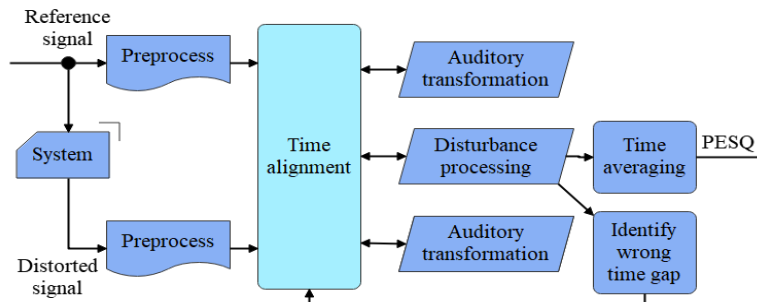 Reference
signal
Preprocess
Auditory
transformation
System
Time
alignment
Disturbance
processing
Time
averaging
PESQ
Preprocess
Auditory
transformation
Identify
wrong
time gap
Distorted
signal